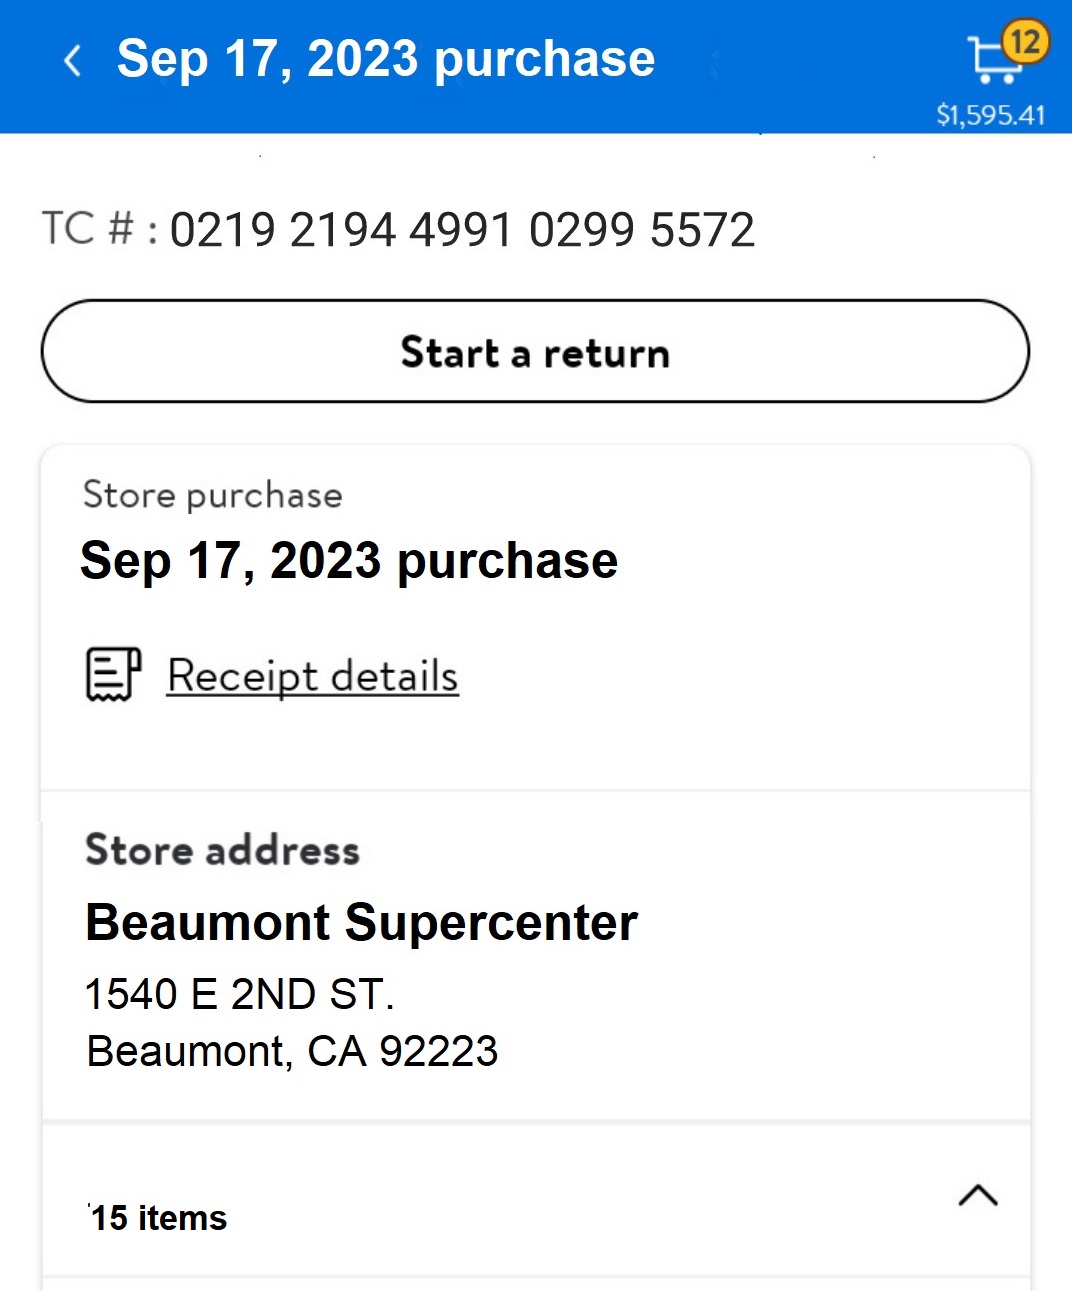 Sep 17, 2023 purchase
12
$1,595.41
TC # : 0219 2194 4991 0299 5572
Start a return
Store purchase
Sep 17, 2023 purchase
Receipt details
Store address
Beaumont Supercenter
1540 E 2ND ST.
Beaumont, CA 92223
15 items